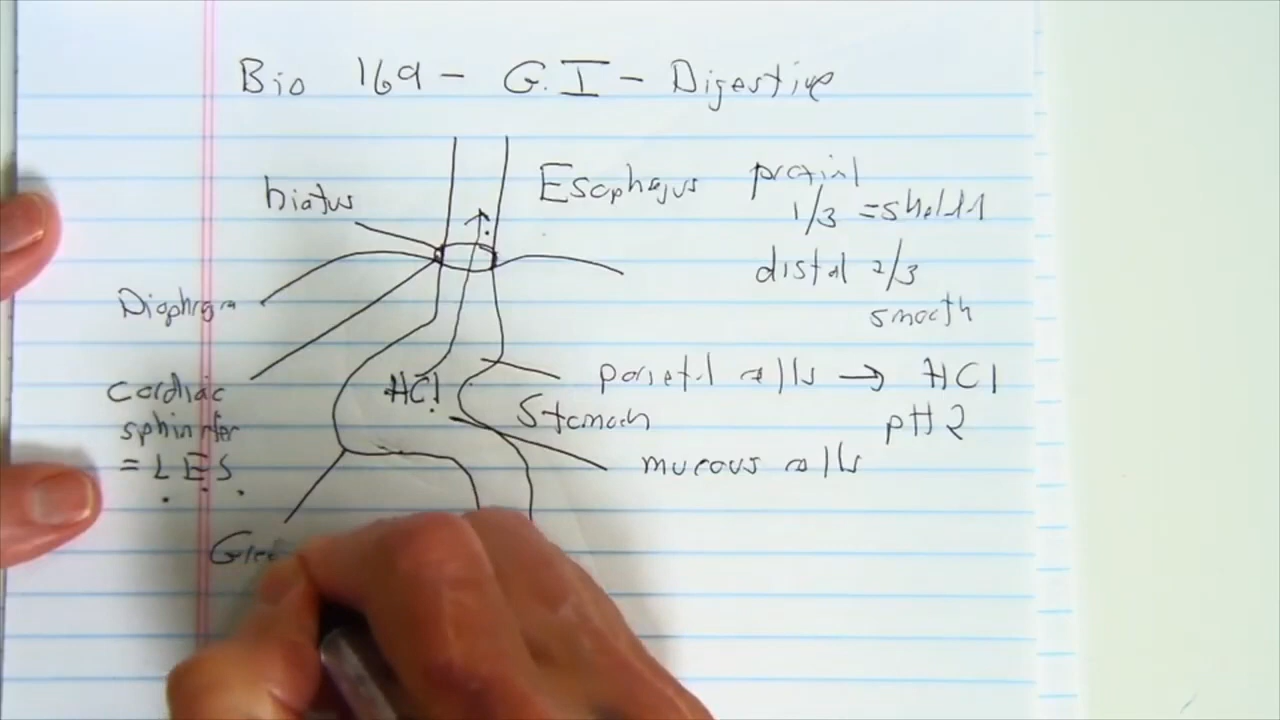 Bio 169 - G.I - Digestive
hiatus
Esophagus
proximal
1/3 = skeletal
distal 2/3
smooth
Diaphragm
HCl
parietal cells → HCl
pH 2
Cardiac
sphincter
= L.E.S.
Stomach
mucous cells